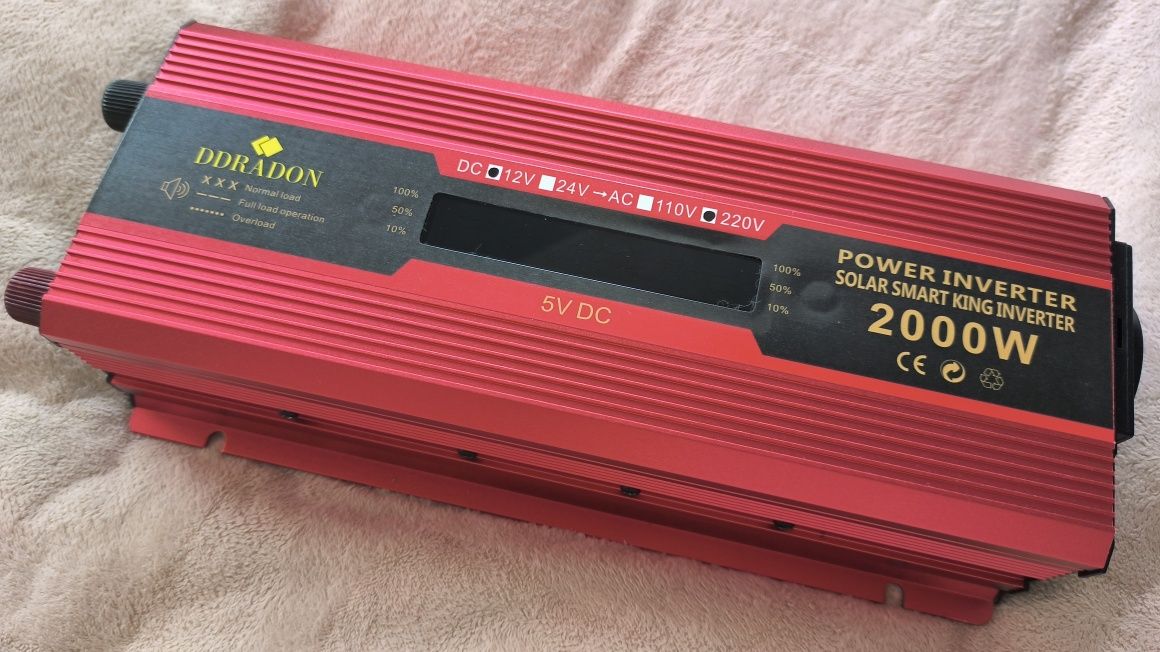 DDRADON
X X X Normal load
Full load operation
Overload
100%
50%
10%
DC 12V 24V →AC 110V 220V
5V DC
100%
50%
10%
POWER INVERTER
SOLAR SMART KING INVERTER
2000W
CE